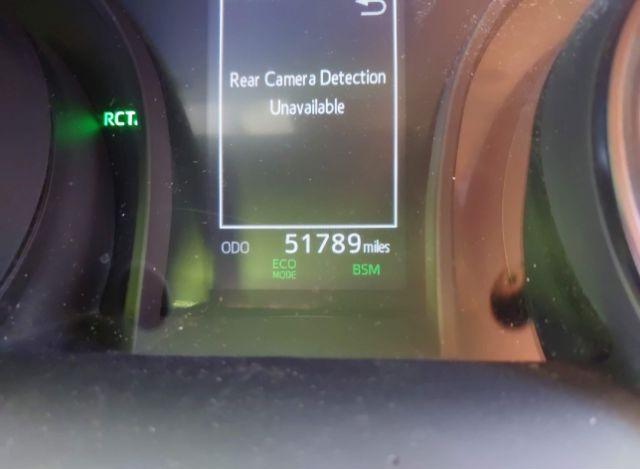 Rear Camera Detection
Unavailable
RCT
ODO 51789 miles
ECO BSM
MODE